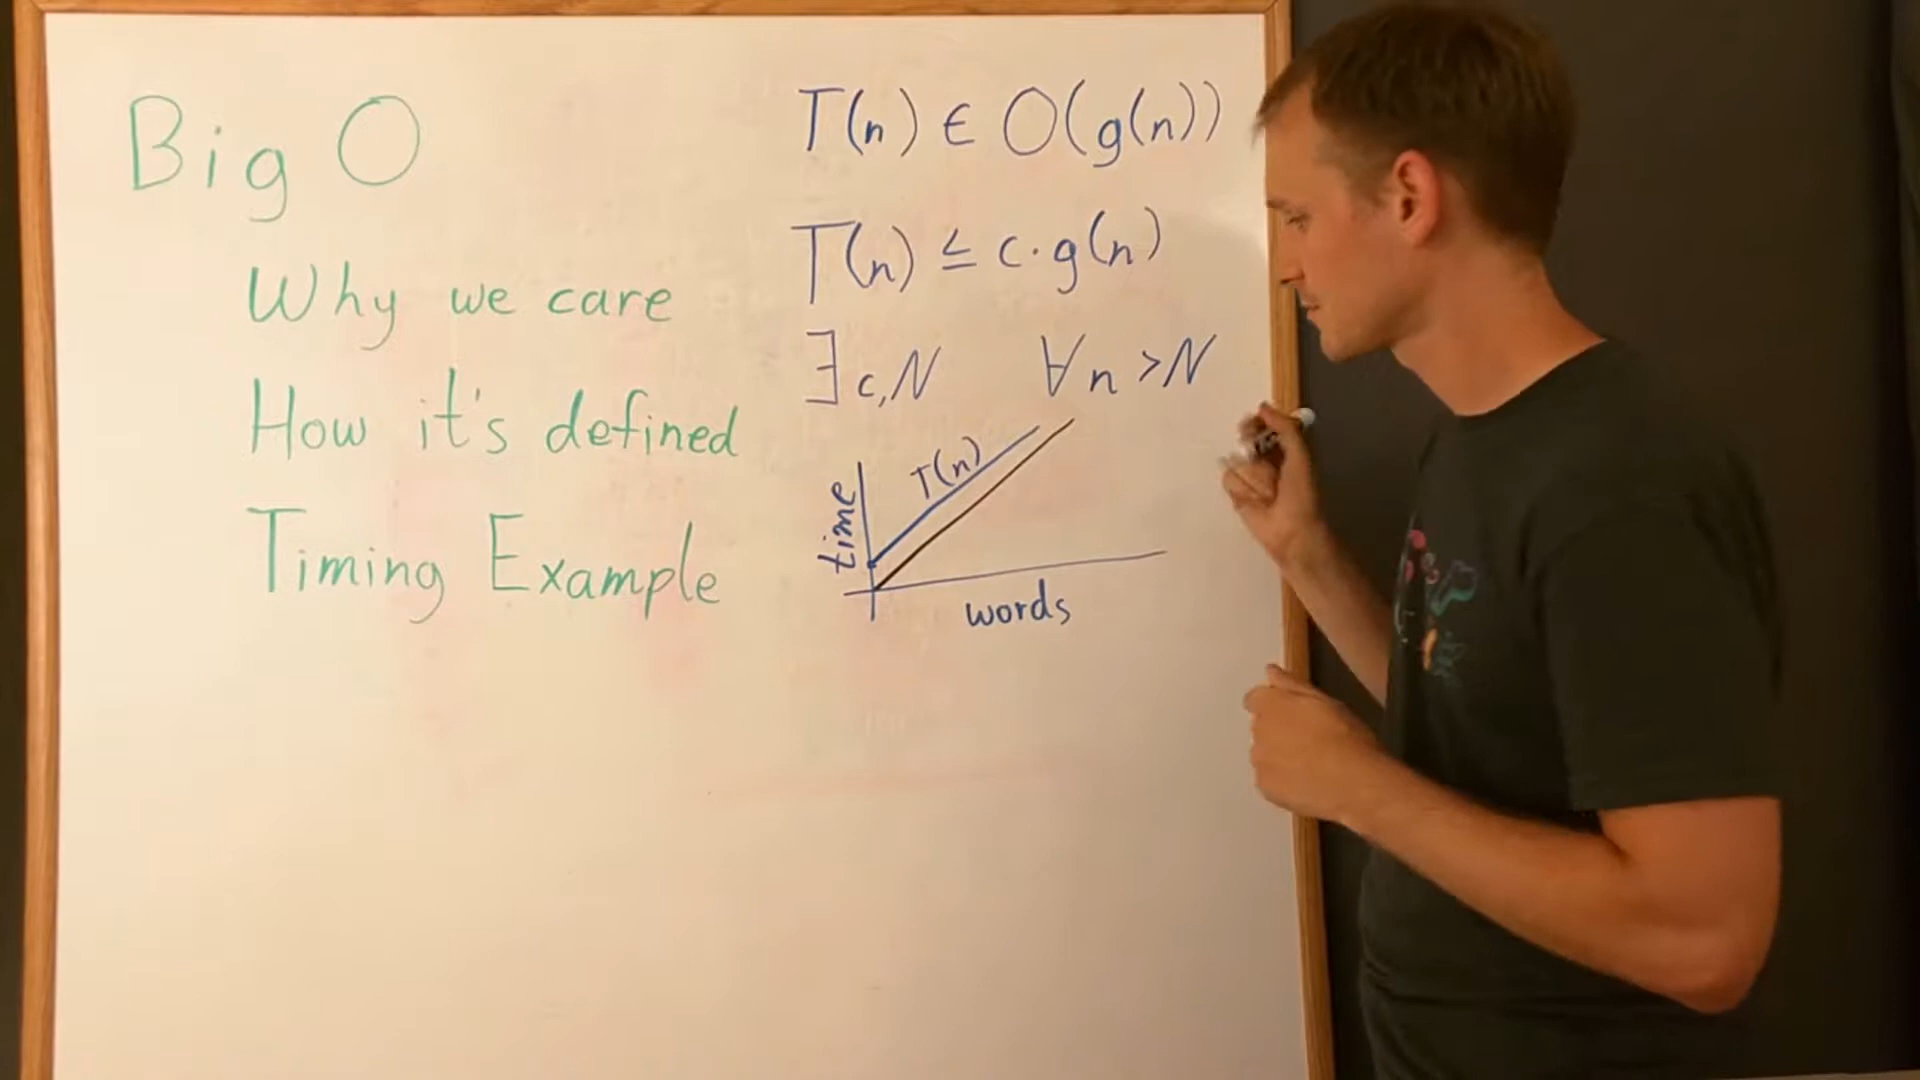 Big O
Why we care
How it's defined
Timing Example
T(n) ∈ O(g(n))
T(n) ≤ c·g(n)
∃ c,N ∀n >N
T(n)
time
words